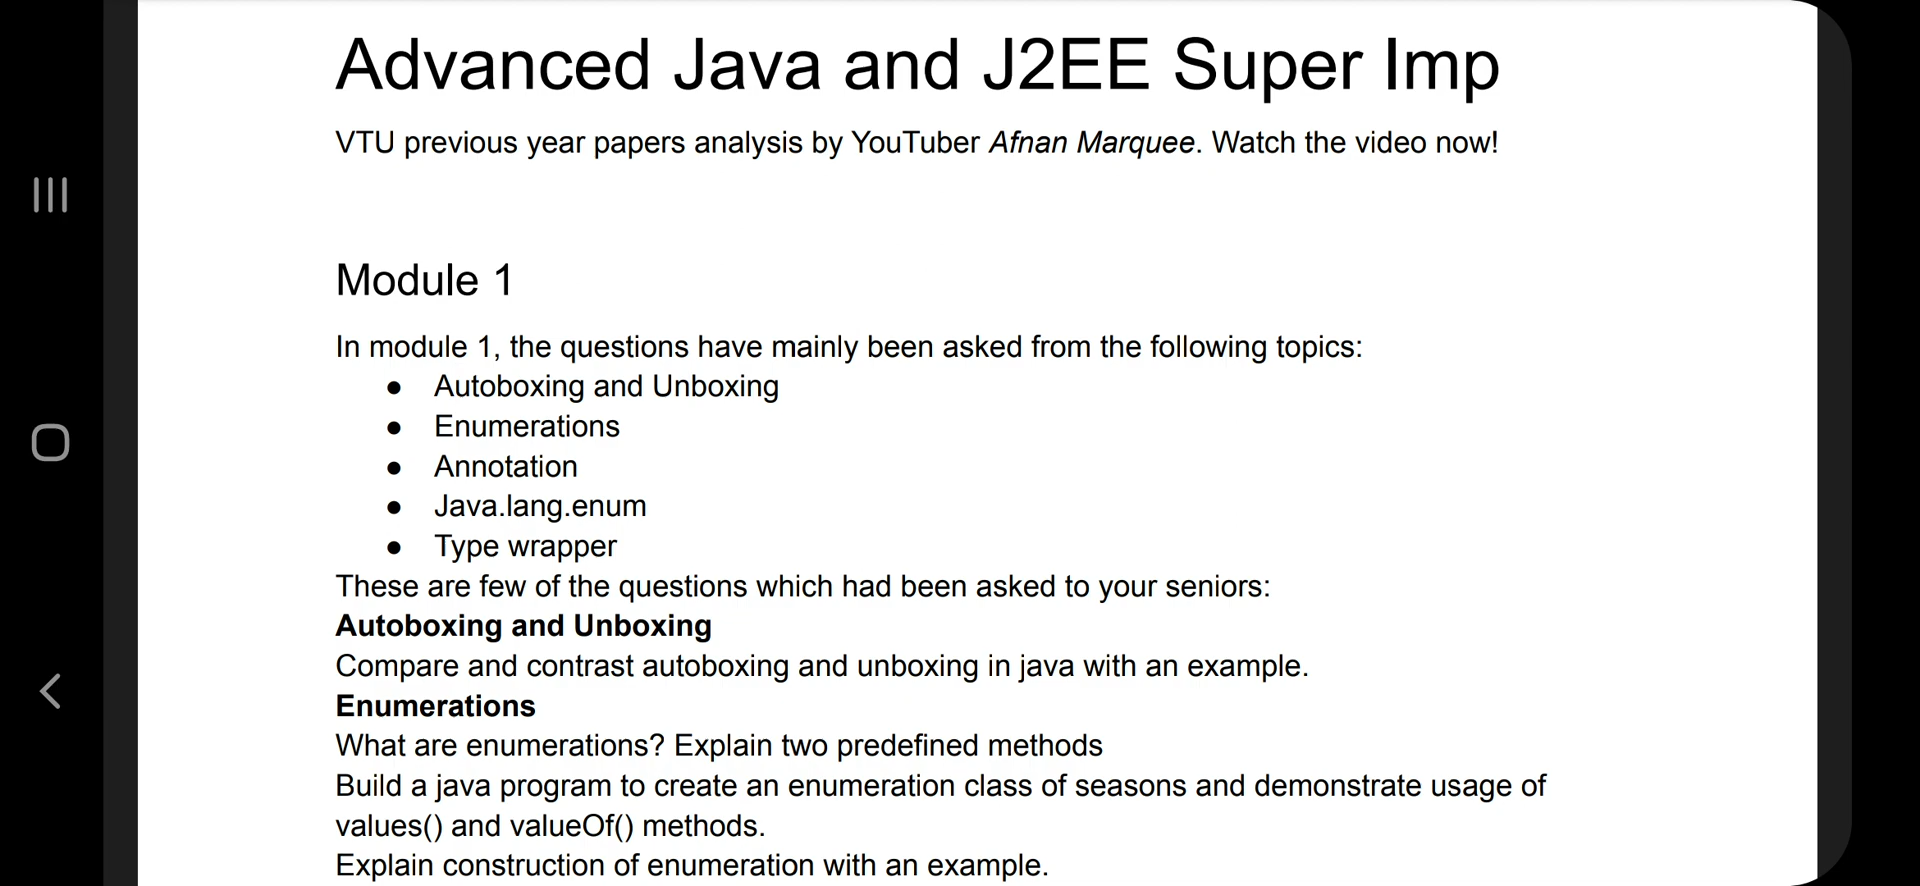 Advanced Java and J2EE Super Imp
VTU previous year papers analysis by YouTuber Afnan Marquee. Watch the video now!
Module 1
In module 1, the questions have mainly been asked from the following topics:
● Autoboxing and Unboxing
● Enumerations
● Annotation
● Java.lang.enum
● Type wrapper
These are few of the questions which had been asked to your seniors:
Autoboxing and Unboxing
Compare and contrast autoboxing and unboxing in java with an example.
Enumerations
What are enumerations? Explain two predefined methods
Build a java program to create an enumeration class of seasons and demonstrate usage of
values() and valueOf() methods.
Explain construction of enumeration with an example.